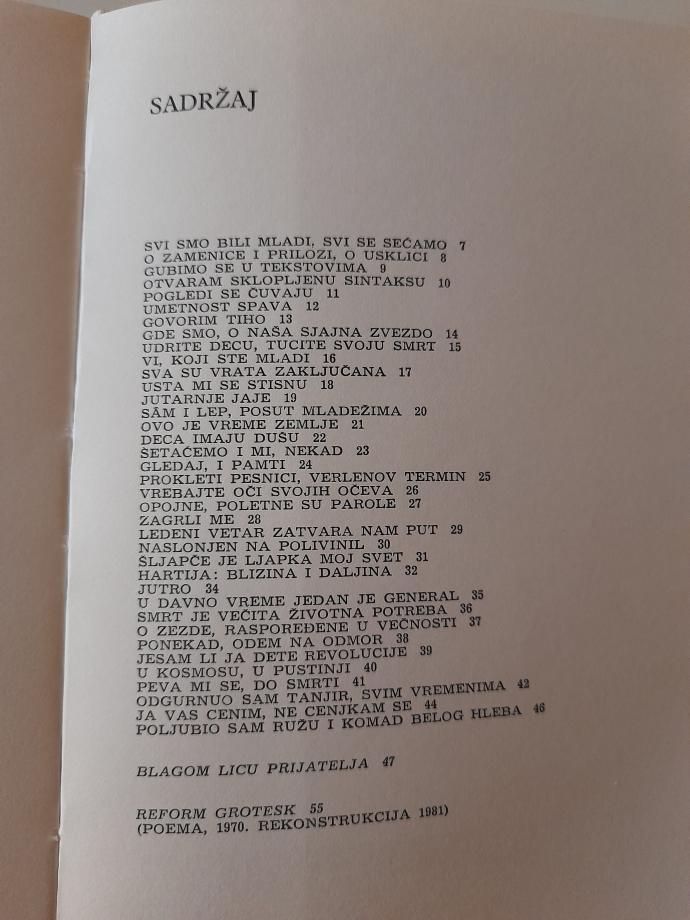 SADRŽAJ
SVI SMO BILI MLADI, SVI SE SEĆAMO 7
O ZAMENICE I PRILOZI, O USKLICI 8
GUBIMO SE U TEKSTOVIMA 9
OTVARAM SKLOPLJENU SINTAKSU 10
POGLEDI SE ČUVAJU 11
UMETNOST SPAVA 12
GOVORIM TIHO 13
GDE SMO, O NAŠA SJAJNA ZVEZDO 14
UDRITE DECU, TUCITE SVOJU SMRT 15
VI, KOJI STE MLADI 16
SVA SU VRATA ZAKLJUČANA 17
USTA MI SE STISNU 18
JUTARNJE JAJE 19
SÂM I LEP, POSUT MLADEŽIMA 20
OVO JE VREME ZEMLJE 21
DECA IMAJU DUŠU 22
ŠETAĆEMO I MI, NEKAD 23
GLEDAJ, I PAMTI 24
PROKLETI PESNICI, VERLENOV TERMIN 25
VREBAJTE OČI SVOJIH OČEVA 26
OPOJNE, POLETNE SU PAROLE 27
ZAGRLI ME 28
LEDENI VETAR ZATVARA NAM PUT 29
NASLONJEN NA POLIVINIL 30
ŠLJAPČE JE LJAPKA MOJ SVET 31
HARTIJA: BLIZINA I DALJINA 32
JUTRO 34
U DAVNO VREME JEDAN JE GENERAL 35
SMRT JE VEČITA ŽIVOTNA POTREBA 36
O ZEZDE, RASPOREĐENE U VEČNOSTI 37
PONEKAD, ODEM NA ODMOR 38
JESAM LI JA DETE REVOLUCIJE 39
U KOSMOSU, U PUSTINJI 40
PEVA MI SE, DO SMRTI 41
ODGURNUO SAM TANJIR, SVIM VREMENIMA 42
JA VAS CENIM, NE CENJKAM SE 44
POLJUBIO SAM RUŽU I KOMAD BELOG HLEBA 46
BLAGOM LICU PRIJATELJA 47
REFORM GROTESK 55
(POEMA, 1970. REKONSTRUKCIJA 1981)